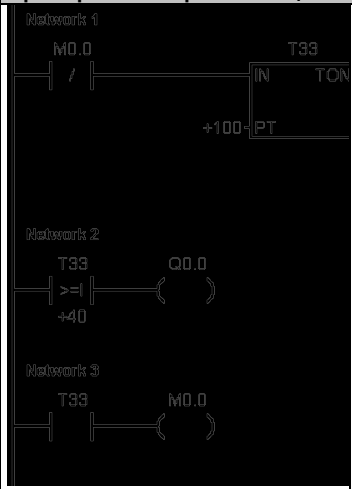 Network 1
M0.0 T33
/ IN TON
+100 PT
Network 2
T33 Q0.0
>=I
+40
Network 3
T33 M0.0